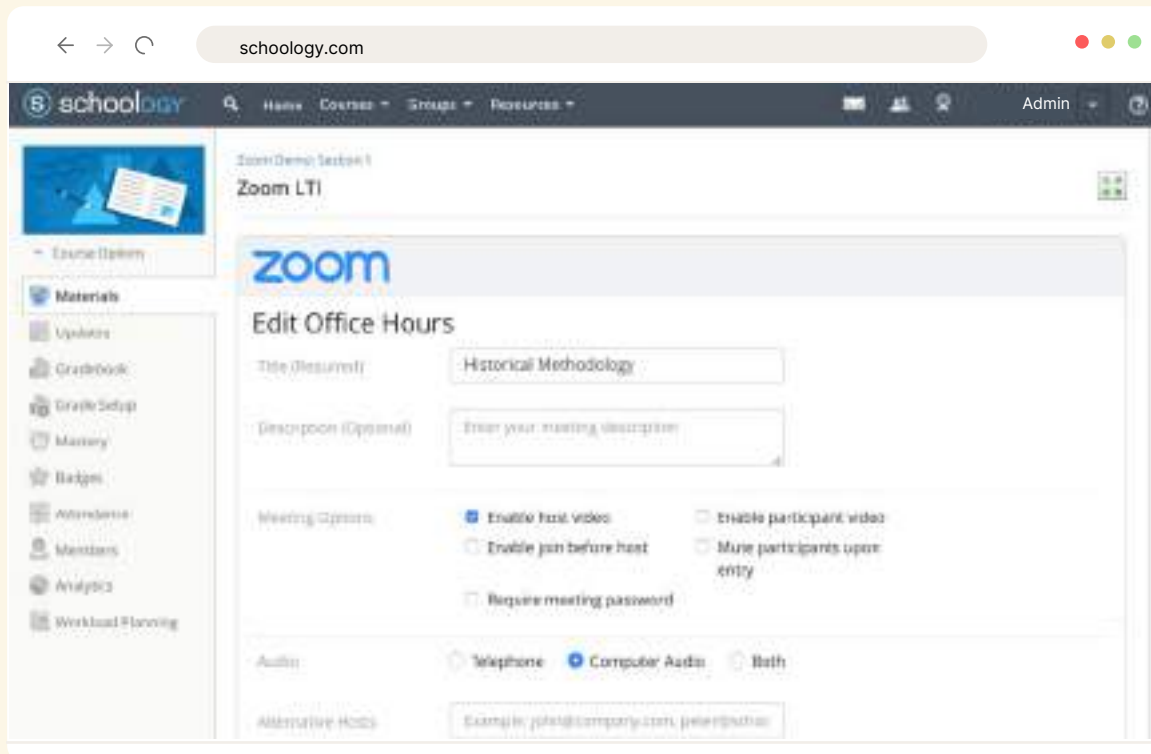 schoology.com
S schoology Home Courses Groups Resources Admin ?
Zoom Demo: Section 1
Zoom LTI
Course Options
zoom
Materials
Edit Office Hours
Updates
Title (Required) Historical Methodology
Gradebook
Grade Setup
Description (Optional) Enter your meeting description
Mastery
Badges
Attendance
Meeting Options Enable host video Enable participant video
Members
Enable join before host Mute participants upon
entry
Analytics
Require meeting password
Workload Planning
Audio Telephone Computer Audio Both
Alternative Hosts Example: john@company.com,